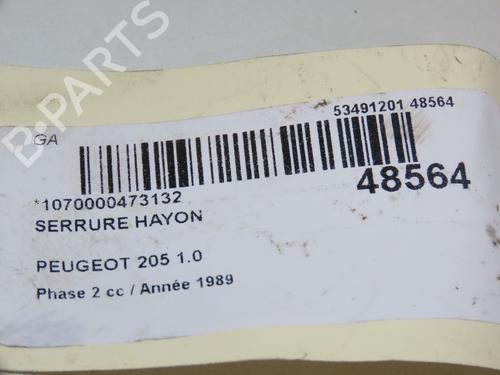 B-PARTS
GA
53491201 48564
48564
*1070000473132
SERRURE HAYON
PEUGEOT 205 1.0
Phase 2 cc / Année 1989